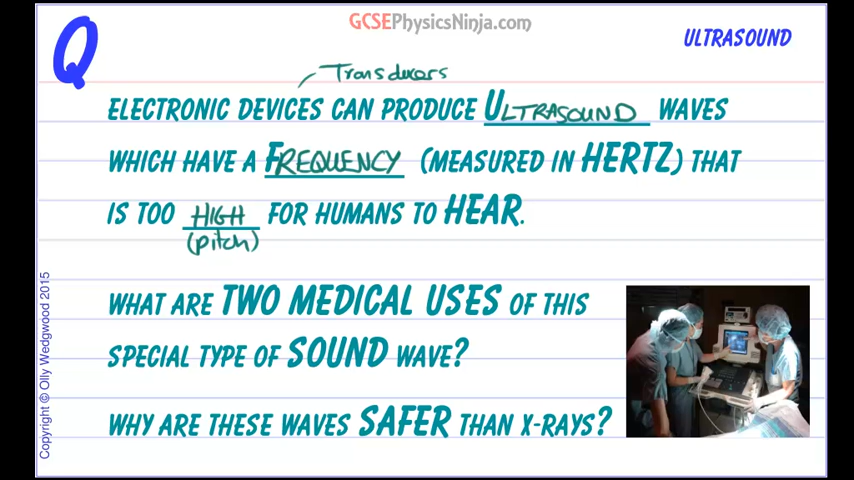 GCSEPhysicsNinja.com
Q
ULTRASOUND
Transducers
ELECTRONIC DEVICES CAN PRODUCE ULTRASOUND WAVES
WHICH HAVE A FREQUENCY (MEASURED IN HERTZ) THAT
IS TOO HIGH FOR HUMANS TO HEAR.
(pitch)
WHAT ARE TWO MEDICAL USES OF THIS
SPECIAL TYPE OF SOUND WAVE?
WHY ARE THESE WAVES SAFER THAN X-RAYS?
Copyright © Olly Wedgwood 2015